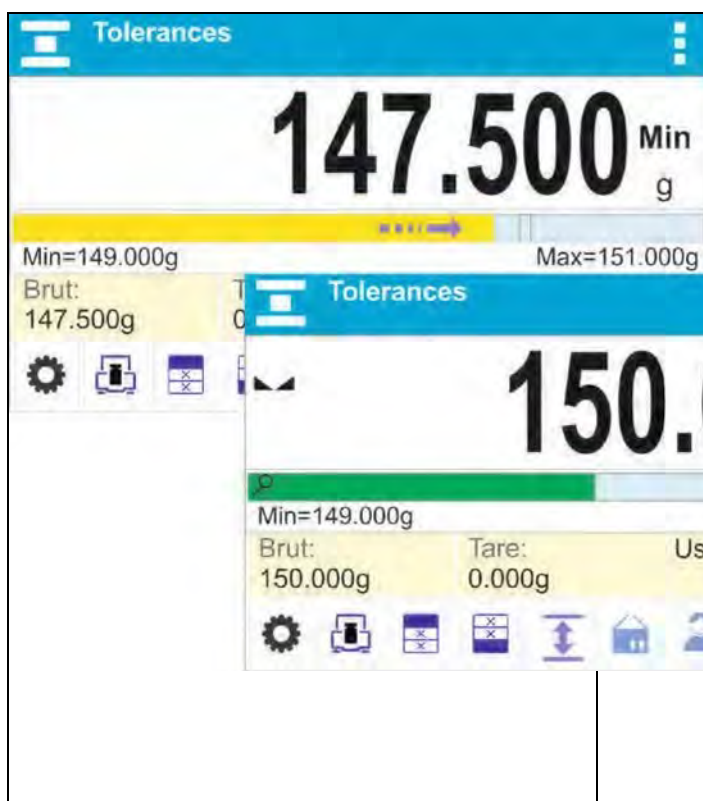 Tolerances
147.500 Min
g
Min=149.000g Max=151.000g
Brut:
147.500g
Tolerances
150.
Min=149.000g
Brut: Tare:
150.000g 0.000g